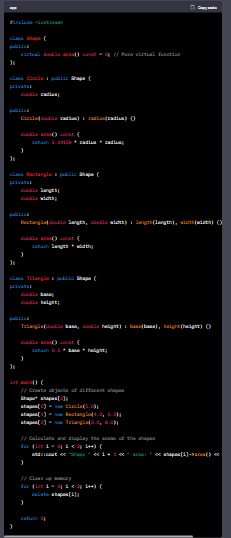 cpp
Copy code
#include <iostream>
class Shape {
public:
    virtual double area() const = 0; // Pure virtual function
};
class Circle : public Shape {
private:
    double radius;
public:
    Circle(double radius) : radius(radius) {}
    double area() const {
        return 3.14159 * radius * radius;
    }
};
class Rectangle : public Shape {
private:
    double length;
    double width;
public:
    Rectangle(double length, double width) : length(length), width(width) {}
    double area() const {
        return length * width;
    }
};
class Triangle : public Shape {
private:
    double base;
    double height;
public:
    Triangle(double base, double height) : base(base), height(height) {}
    double area() const {
        return 0.5 * base * height;
    }
};
int main() {
    // Create objects of different shapes
    Shape* shapes[3];
    shapes[0] = new Circle(5.0);
    shapes[1] = new Rectangle(4.0, 6.0);
    shapes[2] = new Triangle(3.0, 8.0);
    // Calculate and display the areas of the shapes
    for (int i = 0; i < 3; i++) {
        std::cout << "Shape " << i + 1 << " area: " << shapes[i]->area() <<
    }
    // Clean up memory
    for (int i = 0; i < 3; i++) {
        delete shapes[i];
    }
    return 0;
}